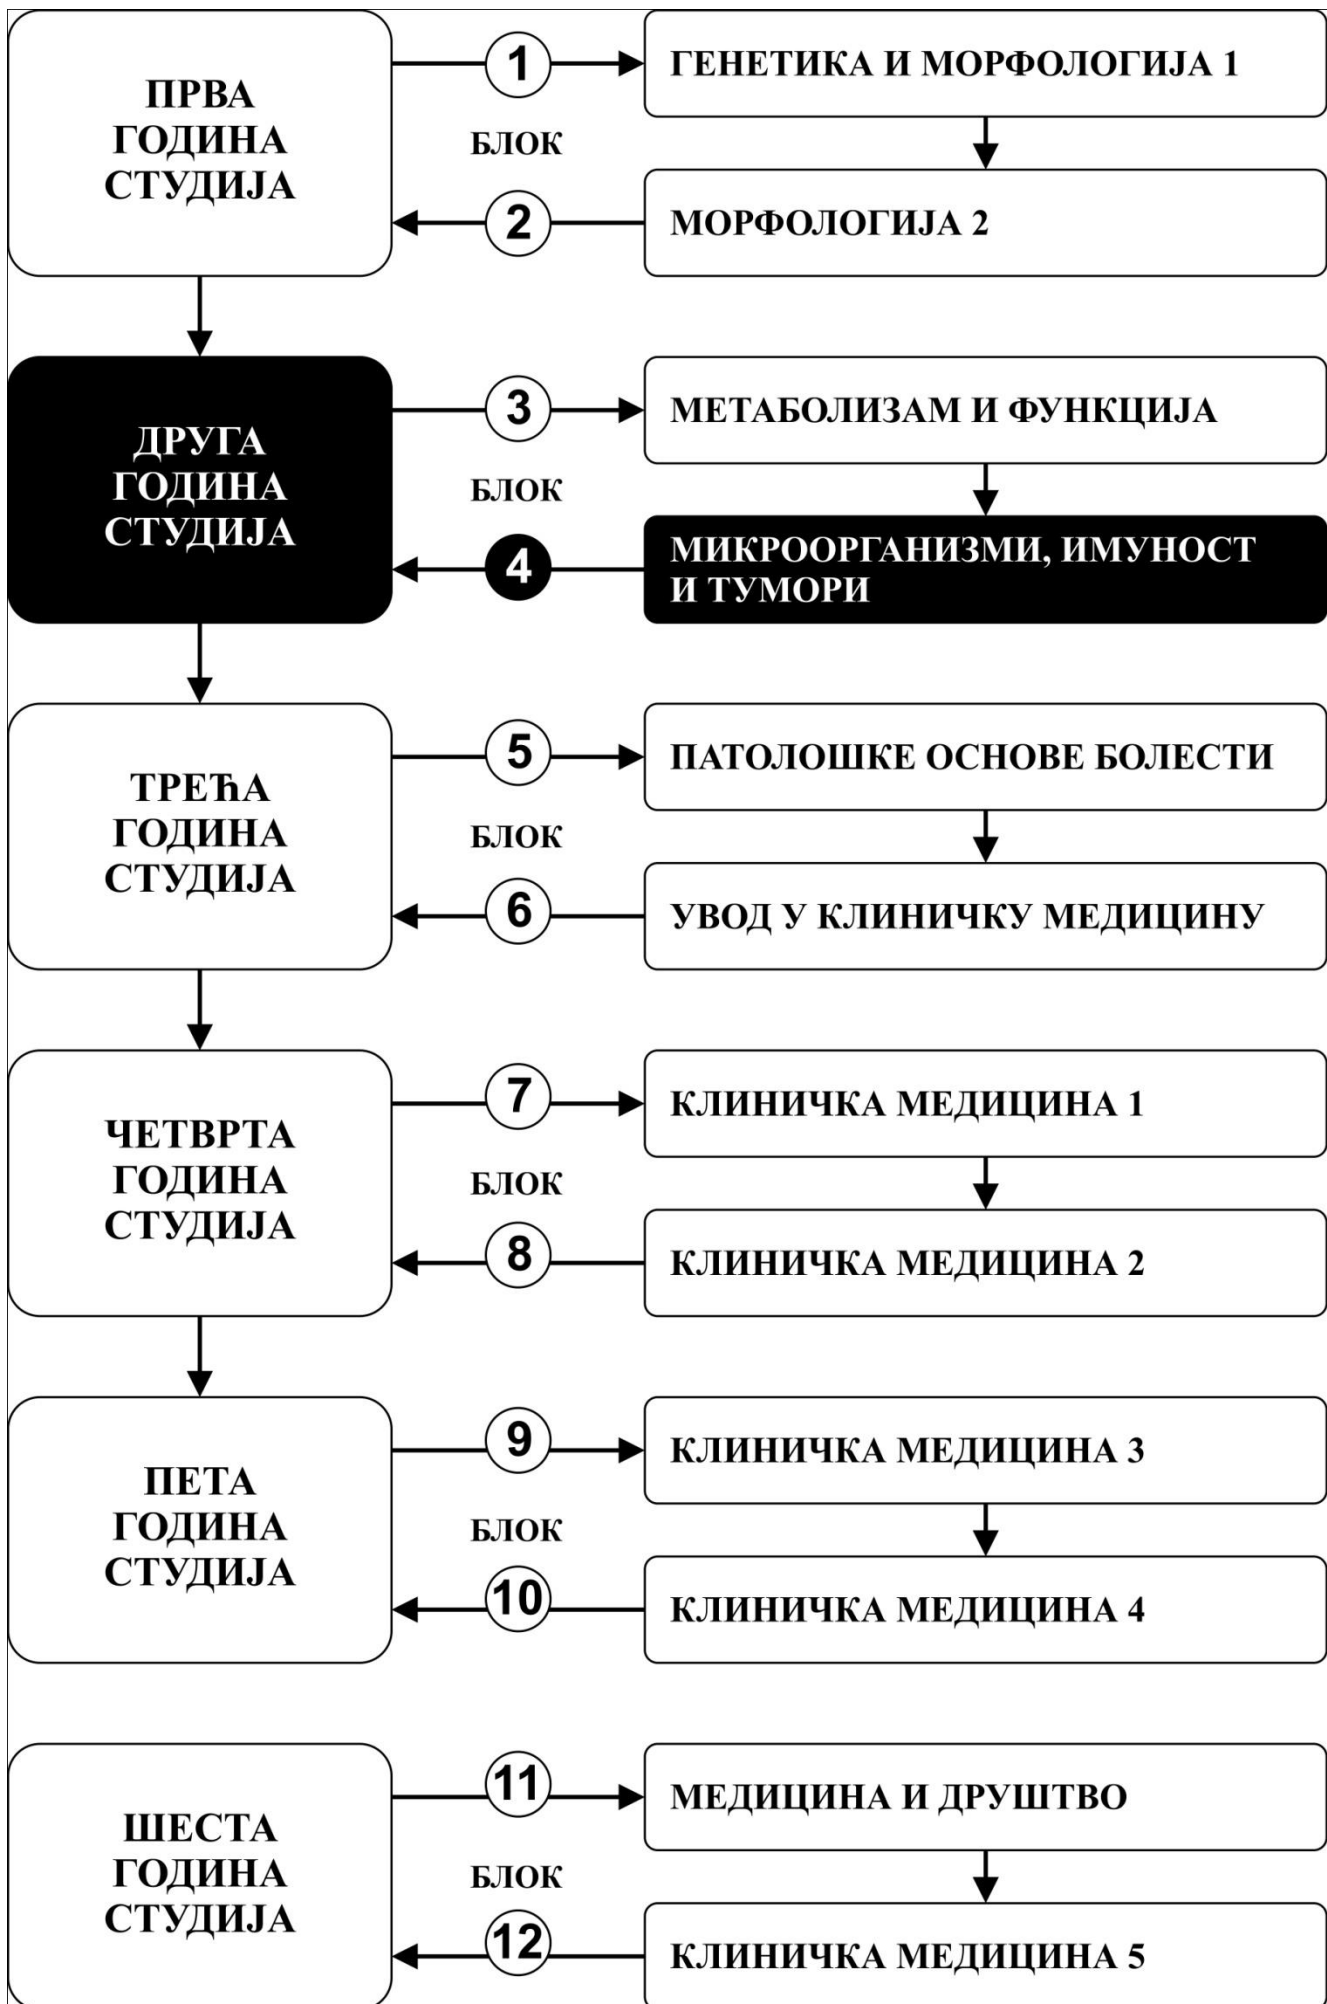 ПРВА
ГОДИНА
СТУДИЈА
1
ГЕНЕТИКА И МОРФОЛОГИЈА 1
БЛОК
2
МОРФОЛОГИЈА 2
ДРУГА
ГОДИНА
СТУДИЈА
3
МЕТАБОЛИЗАМ И ФУНКЦИЈА
БЛОК
4
МИКРООРГАНИЗМИ, ИМУНОСТ
И ТУМОРИ
ТРЕЋА
ГОДИНА
СТУДИЈА
5
ПАТОЛОШКЕ ОСНОВЕ БОЛЕСТИ
БЛОК
6
УВОД У КЛИНИЧКУ МЕДИЦИНУ
ЧЕТВРТА
ГОДИНА
СТУДИЈА
7
КЛИНИЧКА МЕДИЦИНА 1
БЛОК
8
КЛИНИЧКА МЕДИЦИНА 2
ПЕТА
ГОДИНА
СТУДИЈА
9
КЛИНИЧКА МЕДИЦИНА 3
БЛОК
10
КЛИНИЧКА МЕДИЦИНА 4
ШЕСТА
ГОДИНА
СТУДИЈА
11
МЕДИЦИНА И ДРУШТВО
БЛОК
12
КЛИНИЧКА МЕДИЦИНА 5